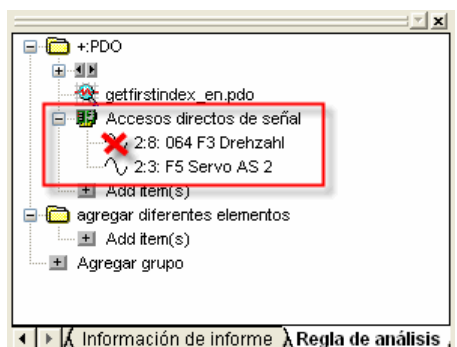 +:PDO
getfirstindex_en.pdo
Accesos directos de señal
2:8: 064 F3 Drehzahl
2:3: F5 Servo AS 2
Add item(s)
agregar diferentes elementos
Add item(s)
Agregar grupo
Información de informe Regla de análisis